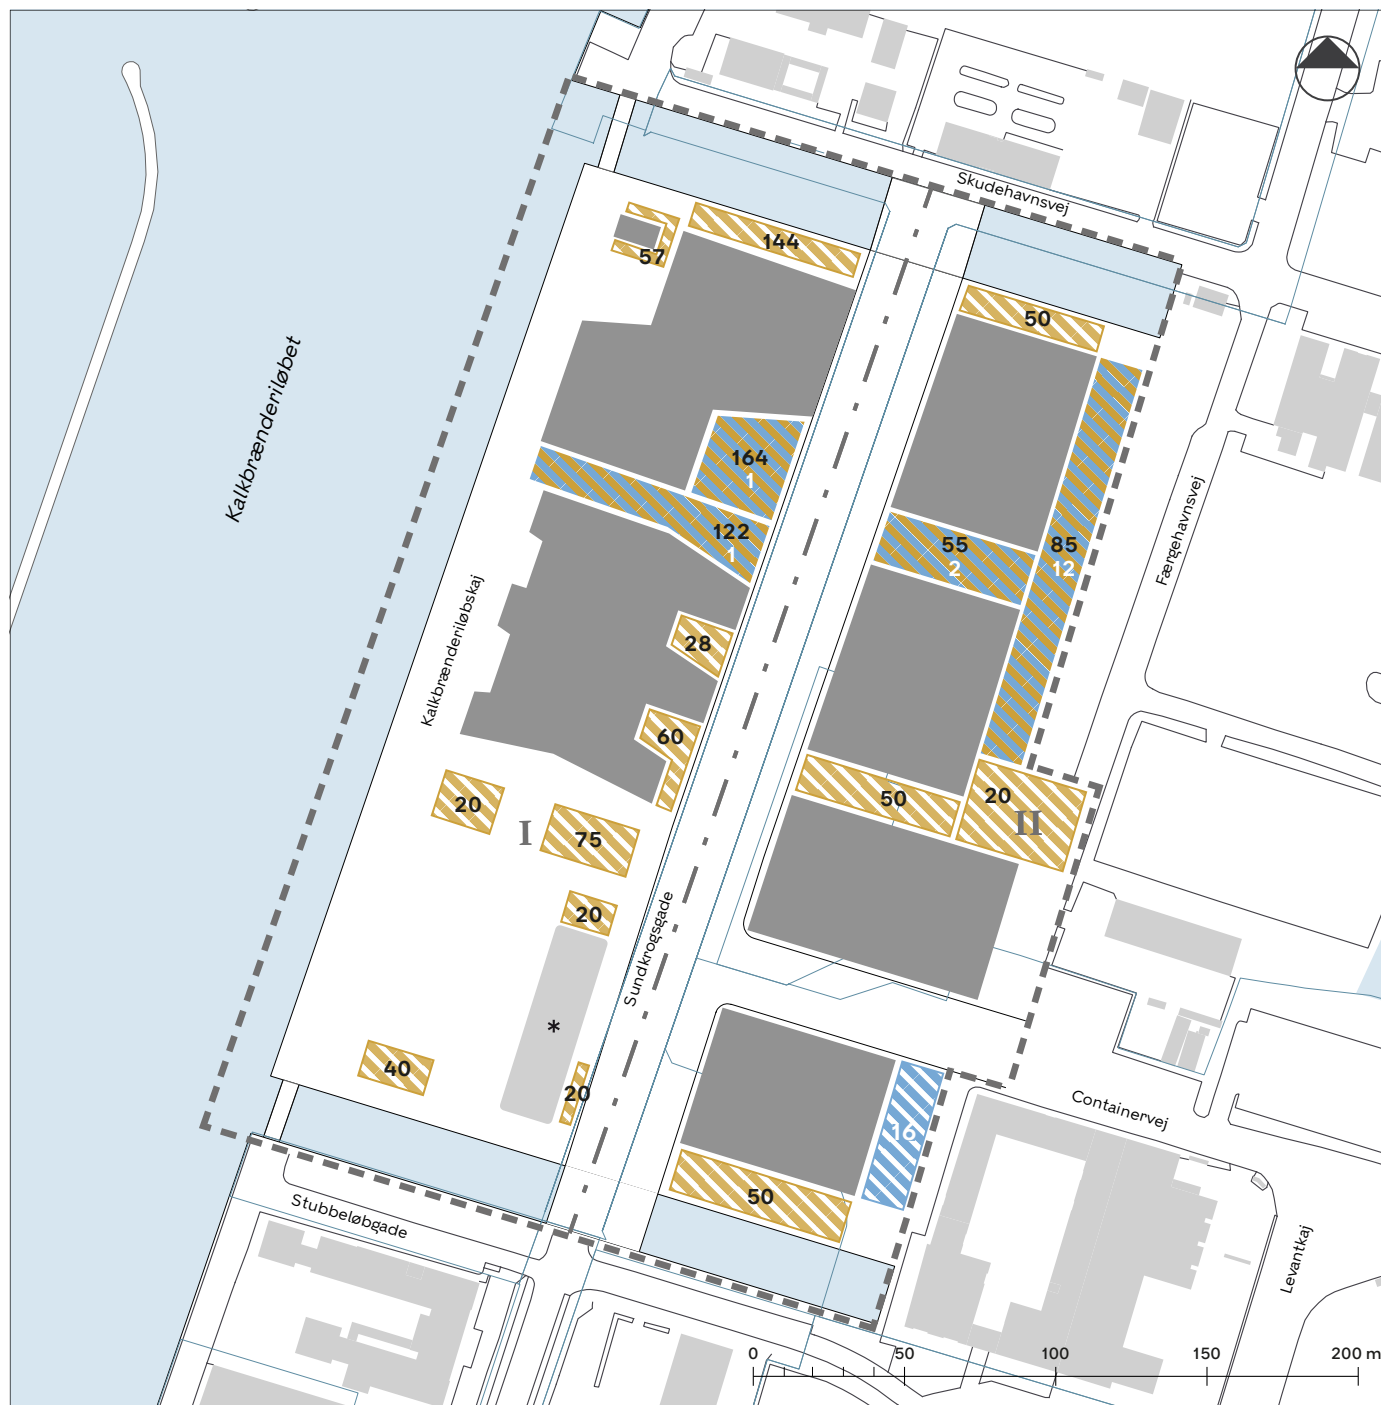 Skudehavnsvej
57
144
50
Kalkbrænderiløbet
164
1
122
1
55
2
85
12
Færgehavnsvej
Kalkbrænderiløbskaj
28
60
20
I
75
50
20
II
20
Sundkrogsgade
*
40
20
16
Containervej
50
Stubbeløbgade
Levantkaj
0 50 100 150 200 m